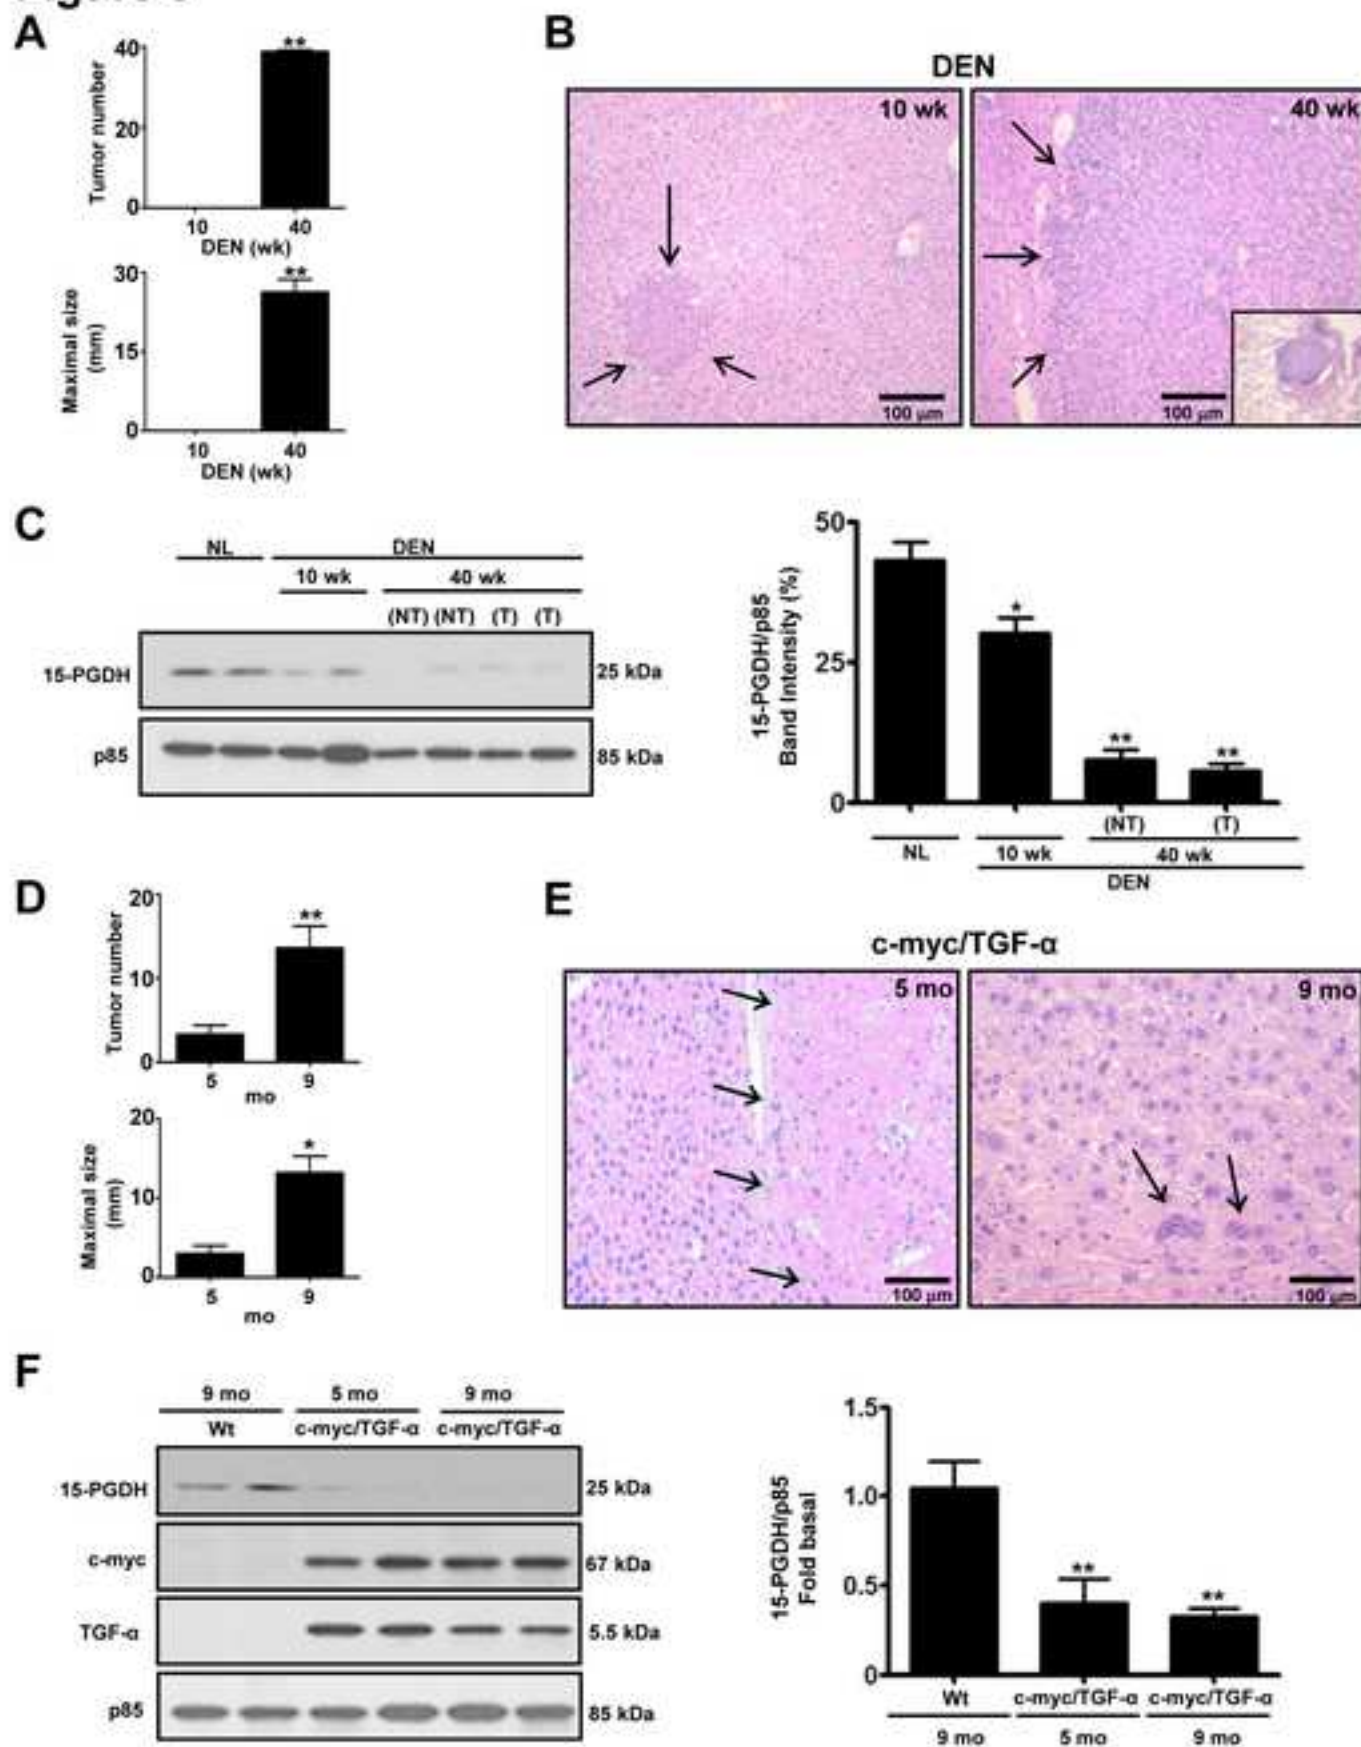 A
40
20
0
Tumor number
**
10 40
DEN (wk)
30
15
0
Maximal size
(mm)
**
10 40
DEN (wk)
B
DEN
10 wk
100 µm
40 wk
100 µm
C
NL DEN
10 wk 40 wk
(NT) (NT) (T) (T)
15-PGDH 25 kDa
p85 85 kDa
50
25
0
15-PGDH/p85
Band Intensity (%)
*
**
**
(NT) (T)
NL 10 wk 40 wk
DEN
D
20
10
0
Tumor number
**
5 9
mo
20
10
0
Maximal size
(mm)
*
5 9
mo
E
c-myc/TGF-α
5 mo
100 µm
9 mo
100 µm
F
9 mo 5 mo 9 mo
Wt c-myc/TGF-α c-myc/TGF-α
15-PGDH 25 kDa
c-myc 67 kDa
TGF-α 5.5 kDa
p85 85 kDa
1.5
1.0
0.5
0
15-PGDH/p85
Fold basal
**
**
Wt c-myc/TGF-α c-myc/TGF-α
9 mo 5 mo 9 mo